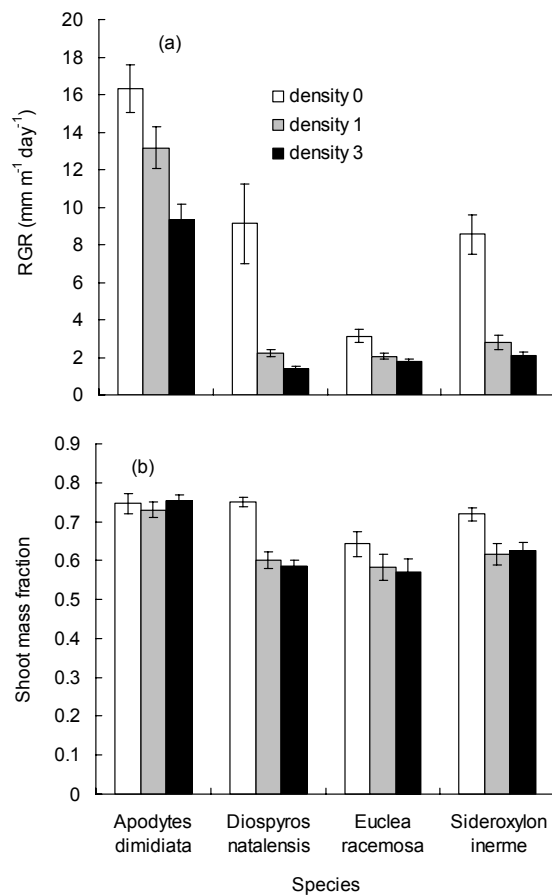 (a)
20
18
16
14
12
10
8
6
4
2
0
RGR (mm m⁻¹ day⁻¹)
density 0
density 1
density 3
(b)
0.9
0.8
0.7
0.6
0.5
0.4
0.3
0.2
0.1
0
Shoot mass fraction
Apodytes dimidiata
Diospyros natalensis
Euclea racemosa
Sideroxylon inerme
Species